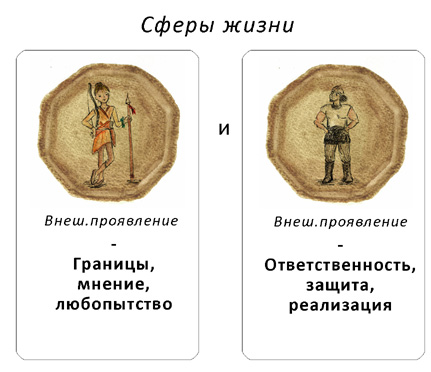 Сферы жизни
и
Внеш.проявление
-
Границы,
мнение,
любопытство
Внеш.проявление
-
Ответственность,
защита,
реализация